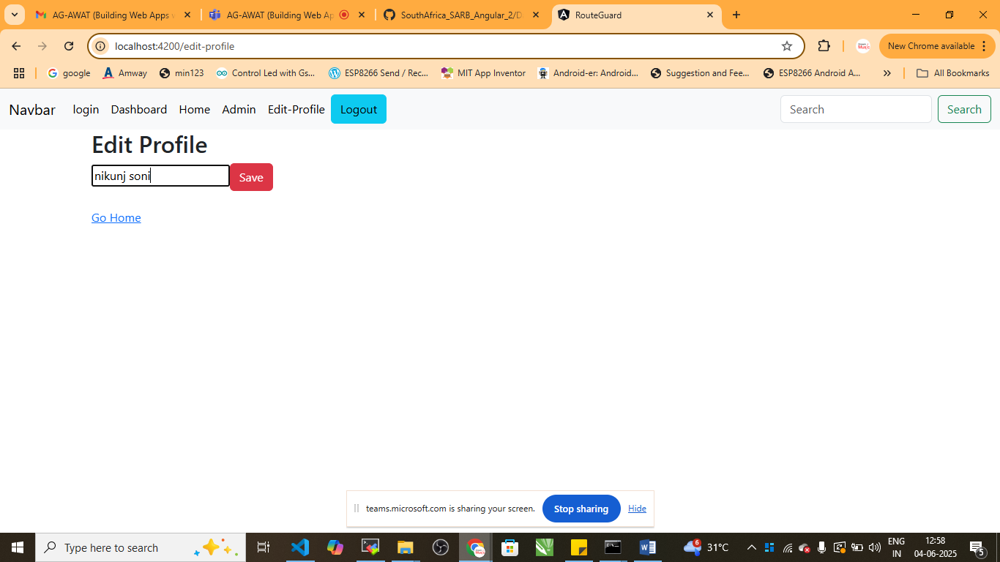 AG-AWAT (Building Web Apps v
AG-AWAT (Building Web Ap
SouthAfrica_SARB_Angular_2/D
RouteGuard
localhost:4200/edit-profile
New Chrome available
google
Amway
min123
Control Led with Gs...
ESP8266 Send / Rec...
MIT App Inventor
Android-er: Android...
Suggestion and Fee...
ESP8266 Android A...
All Bookmarks
Navbar login Dashboard Home Admin Edit-Profile Logout Search Search
Edit Profile
nikunj soni Save
Go Home
teams.microsoft.com is sharing your screen. Stop sharing Hide
Type here to search
6
31°C
ENG
IN
12:58
04-06-2025
5